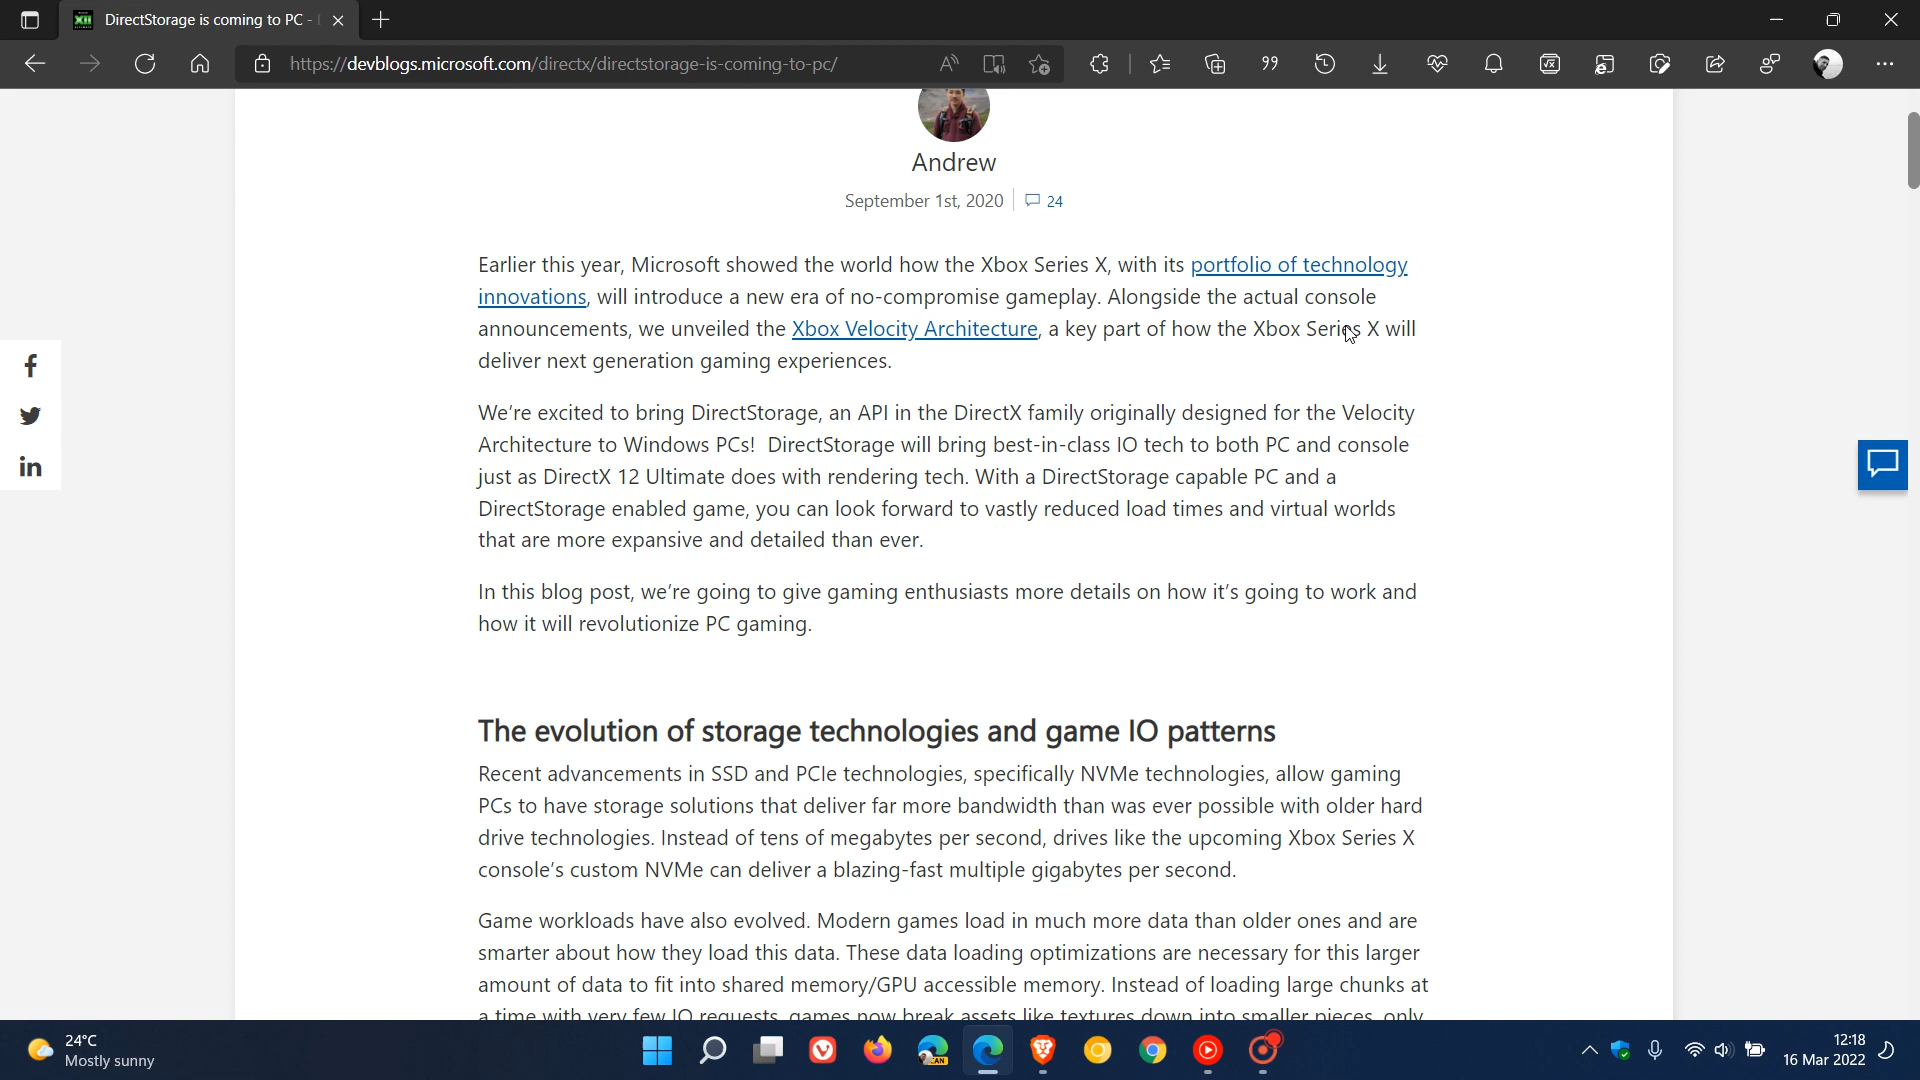 DirectStorage is coming to PC -
https://devblogs.microsoft.com/directx/directstorage-is-coming-to-pc/
Andrew
September 1st, 2020
24
Earlier this year, Microsoft showed the world how the Xbox Series X, with its portfolio of technology
innovations, will introduce a new era of no-compromise gameplay. Alongside the actual console
announcements, we unveiled the Xbox Velocity Architecture, a key part of how the Xbox Series X will
deliver next generation gaming experiences.
We're excited to bring DirectStorage, an API in the DirectX family originally designed for the Velocity
Architecture to Windows PCs!  DirectStorage will bring best-in-class IO tech to both PC and console
just as DirectX 12 Ultimate does with rendering tech. With a DirectStorage capable PC and a
DirectStorage enabled game, you can look forward to vastly reduced load times and virtual worlds
that are more expansive and detailed than ever.
In this blog post, we're going to give gaming enthusiasts more details on how it's going to work and
how it will revolutionize PC gaming.
The evolution of storage technologies and game IO patterns
Recent advancements in SSD and PCIe technologies, specifically NVMe technologies, allow gaming
PCs to have storage solutions that deliver far more bandwidth than was ever possible with older hard
drive technologies. Instead of tens of megabytes per second, drives like the upcoming Xbox Series X
console's custom NVMe can deliver a blazing-fast multiple gigabytes per second.
Game workloads have also evolved. Modern games load in much more data than older ones and are
smarter about how they load this data. These data loading optimizations are necessary for this larger
amount of data to fit into shared memory/GPU accessible memory. Instead of loading large chunks at
a time with very few IO requests, games now break assets like textures down into smaller pieces, only
24°C
Mostly sunny
CAN
12:18
16 Mar 2022